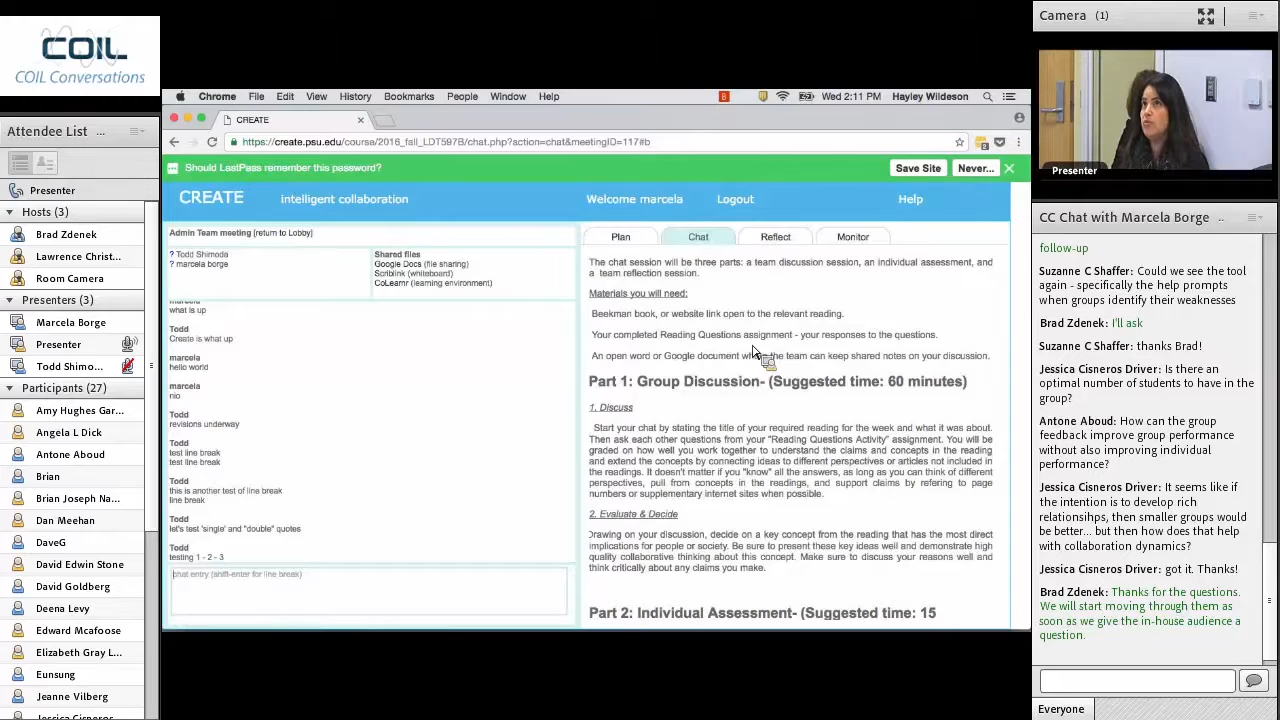 COIL
COIL Conversations
Attendee List ...
Presenter
Hosts (3)
Brad Zdenek
Lawrence Christ...
Room Camera
Presenters (3)
Marcela Borge
Presenter
Todd Shimo...
Participants (27)
Amy Hughes Gar...
Angela L Dick
Antone Aboud
Brian
Brian Joseph Na...
Dan Meehan
DaveG
David Edwin Stone
David Goldberg
Deena Levy
Edward Mcafoose
Elizabeth Gray L...
Eunsung
Jeanne Vilberg
Jessica Cisneros
Chrome File Edit View History Bookmarks People Window Help
Wed 2:11 PM Hayley Wildeson
CREATE
https://create.psu.edu/course/2016_fall_LDT597B/chat.php?action=chat&meetingID=117#b
Should LastPass remember this password?
Save Site
Never...
CREATE
intelligent collaboration
Welcome marcela
Logout
Help
Admin Team meeting [return to Lobby]
? Todd Shimoda
? marcela borge
Shared files
Google Docs (file sharing)
Scriblink (whiteboard)
CoLearnr (learning environment)
marcela
what is up
Todd
Create is what up
marcela
hello world
marcela
nio
Todd
revisions underway
Todd
test line break
test line break
Todd
this is another test of line break
line break
Todd
let's test 'single' and "double" quotes
Todd
testing 1 - 2 - 3
chat entry (shift-enter for line break)
Plan
Chat
Reflect
Monitor
The chat session will be three parts: a team discussion session, an individual assessment, and
a team reflection session.
Materials you will need:
Beekman book, or website link open to the relevant reading.
Your completed Reading Questions assignment - your responses to the questions.
An open word or Google document the team can keep shared notes on your discussion.
Part 1: Group Discussion- (Suggested time: 60 minutes)
1. Discuss
Start your chat by stating the title of your required reading for the week and what it was about.
Then ask each other questions from your "Reading Questions Activity" assignment. You will be
graded on how well you work together to understand the claims and concepts in the reading
and extend the concepts by connecting ideas to different perspectives or articles not included in
the readings. It doesn't matter if you "know" all the answers, as long as you can think of different
perspectives, pull from concepts in the readings, and support claims by referring to page
numbers or supplementary internet sites when possible.
2. Evaluate & Decide
Drawing on your discussion, decide on a key concept from the reading that has the most direct
implications for people or society. Be sure to present these key ideas well and demonstrate high
quality collaborative thinking about this concept. Make sure to discuss your reasons well and
think critically about any claims you make.
Part 2: Individual Assessment- (Suggested time: 15
Camera (1)
Presenter
CC Chat with Marcela Borge ..
follow-up
Suzanne C Shaffer: Could we see the tool
again - specifically the help prompts
when groups identify their weaknesses
Brad Zdenek: I'll ask
Suzanne C Shaffer: thanks Brad!
Jessica Cisneros Driver: Is there an
optimal number of students to have in the
group?
Antone Aboud: How can the group
feedback improve group performance
without also improving individual
performance?
Jessica Cisneros Driver: It seems like if
the intention is to develop rich
relationsihps, then smaller groups would
be better... but then how does that help
with collaboration dynamics?
Jessica Cisneros Driver: got it. Thanks!
Brad Zdenek: Thanks for the questions.
We will start moving through them as
soon as we give the in-house audience a
question.
Everyone